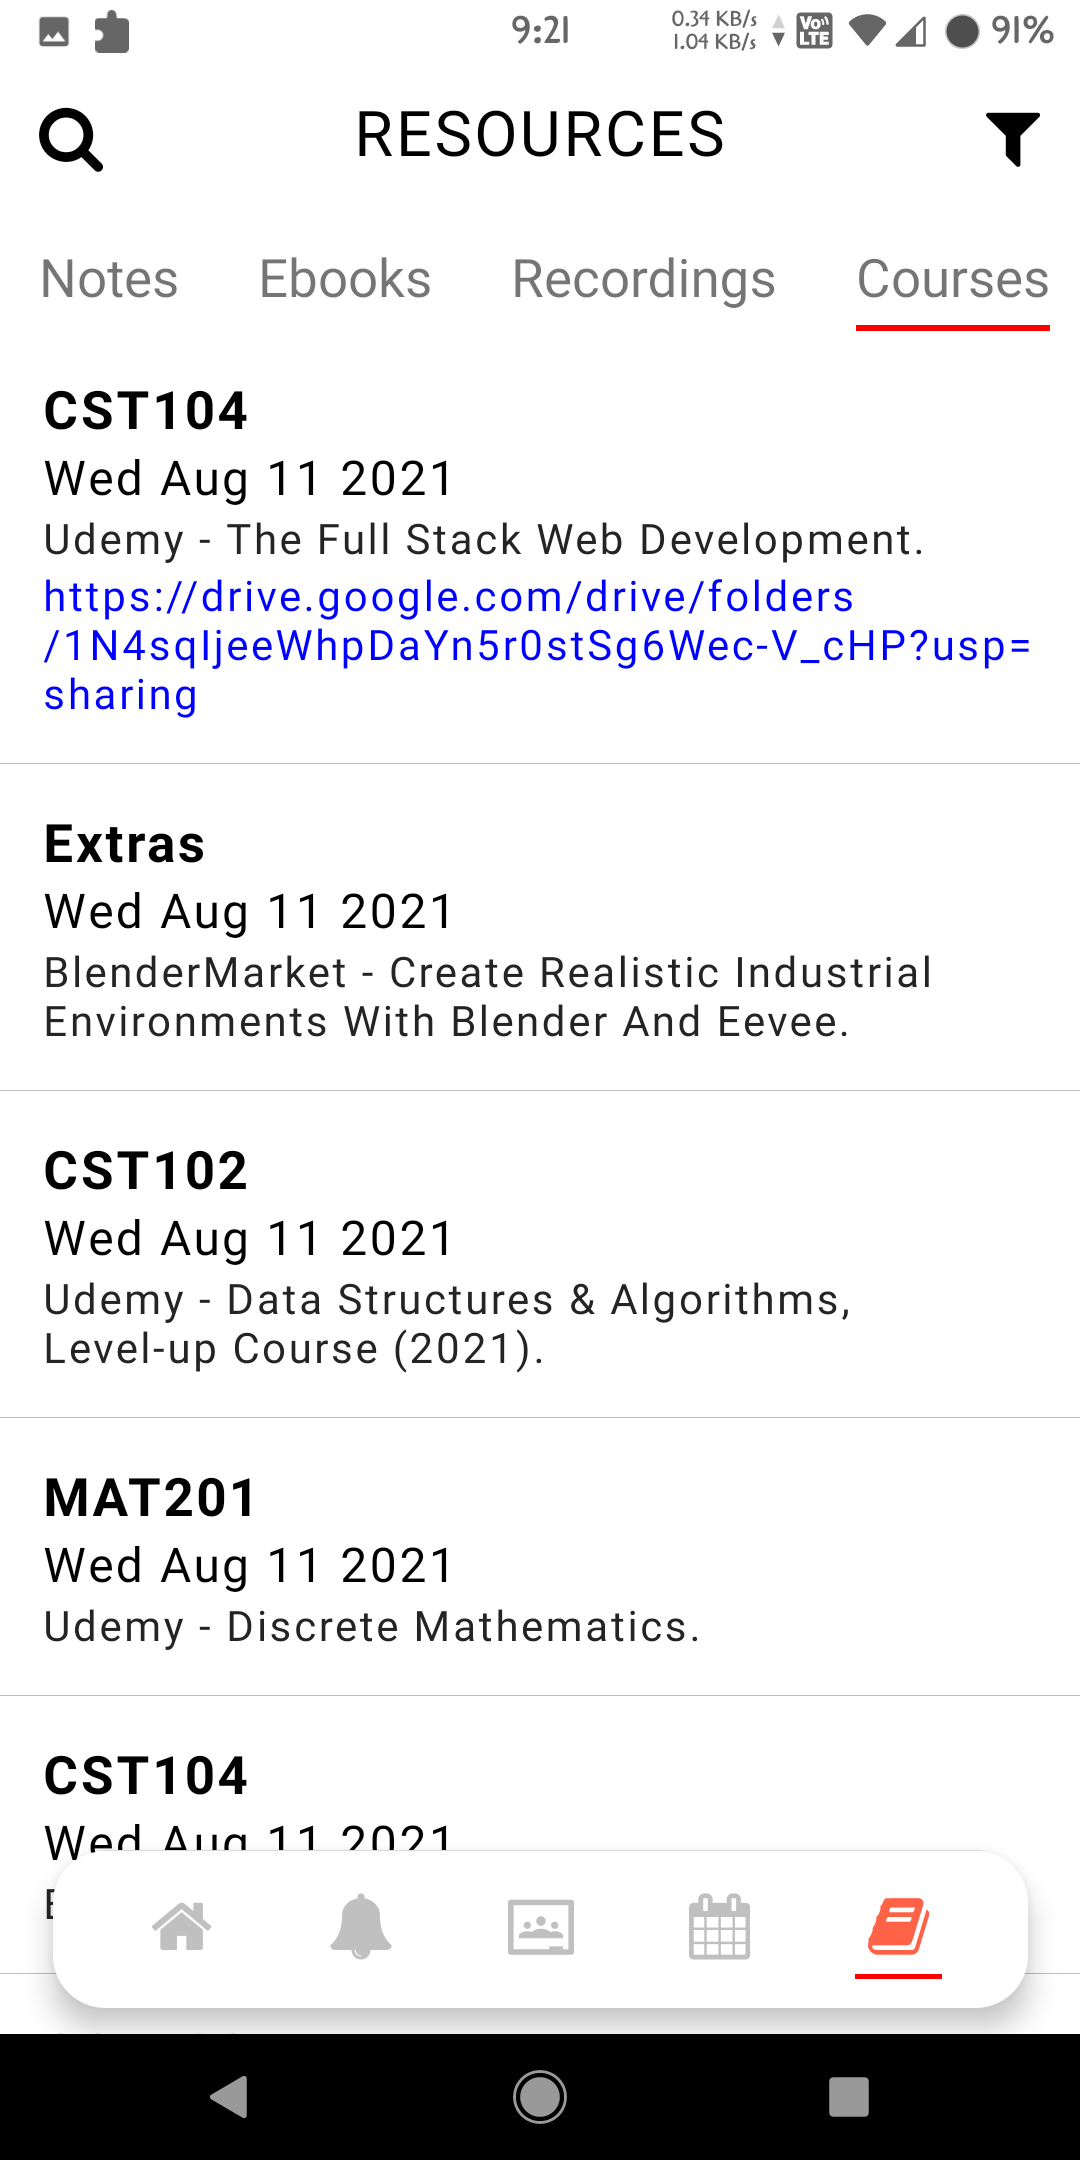 9:21
0.34 KB/s
1.04 KB/s
Vo))
LTE
91%
RESOURCES
Notes Ebooks Recordings Courses
CST104
Wed Aug 11 2021
Udemy - The Full Stack Web Development.
https://drive.google.com/drive/folders
/1N4sqIjeeWhpDaYn5r0stSg6Wec-V_cHP?usp=
sharing
Extras
Wed Aug 11 2021
BlenderMarket - Create Realistic Industrial
Environments With Blender And Eevee.
CST102
Wed Aug 11 2021
Udemy - Data Structures & Algorithms,
Level-up Course (2021).
MAT201
Wed Aug 11 2021
Udemy - Discrete Mathematics.
CST104
Wed Aug 11 2021